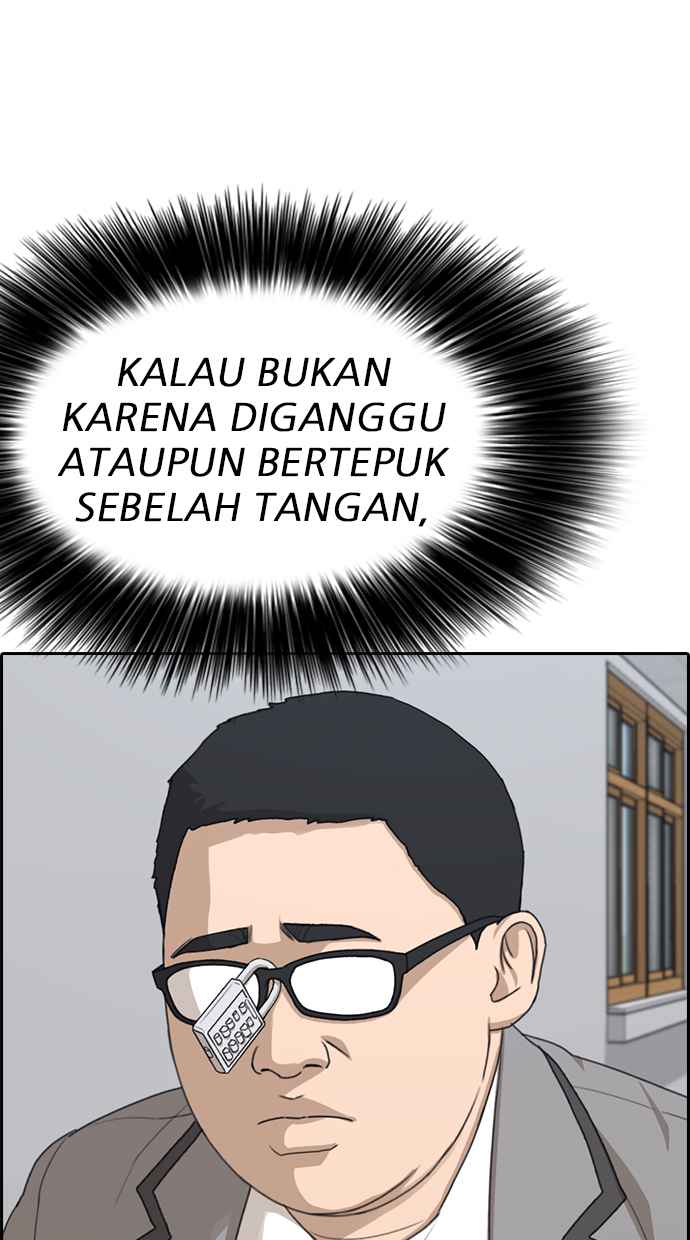 KALAU BUKAN
KARENA DIGANGGU
ATAUPUN BERTEPUK
SEBELAH TANGAN,